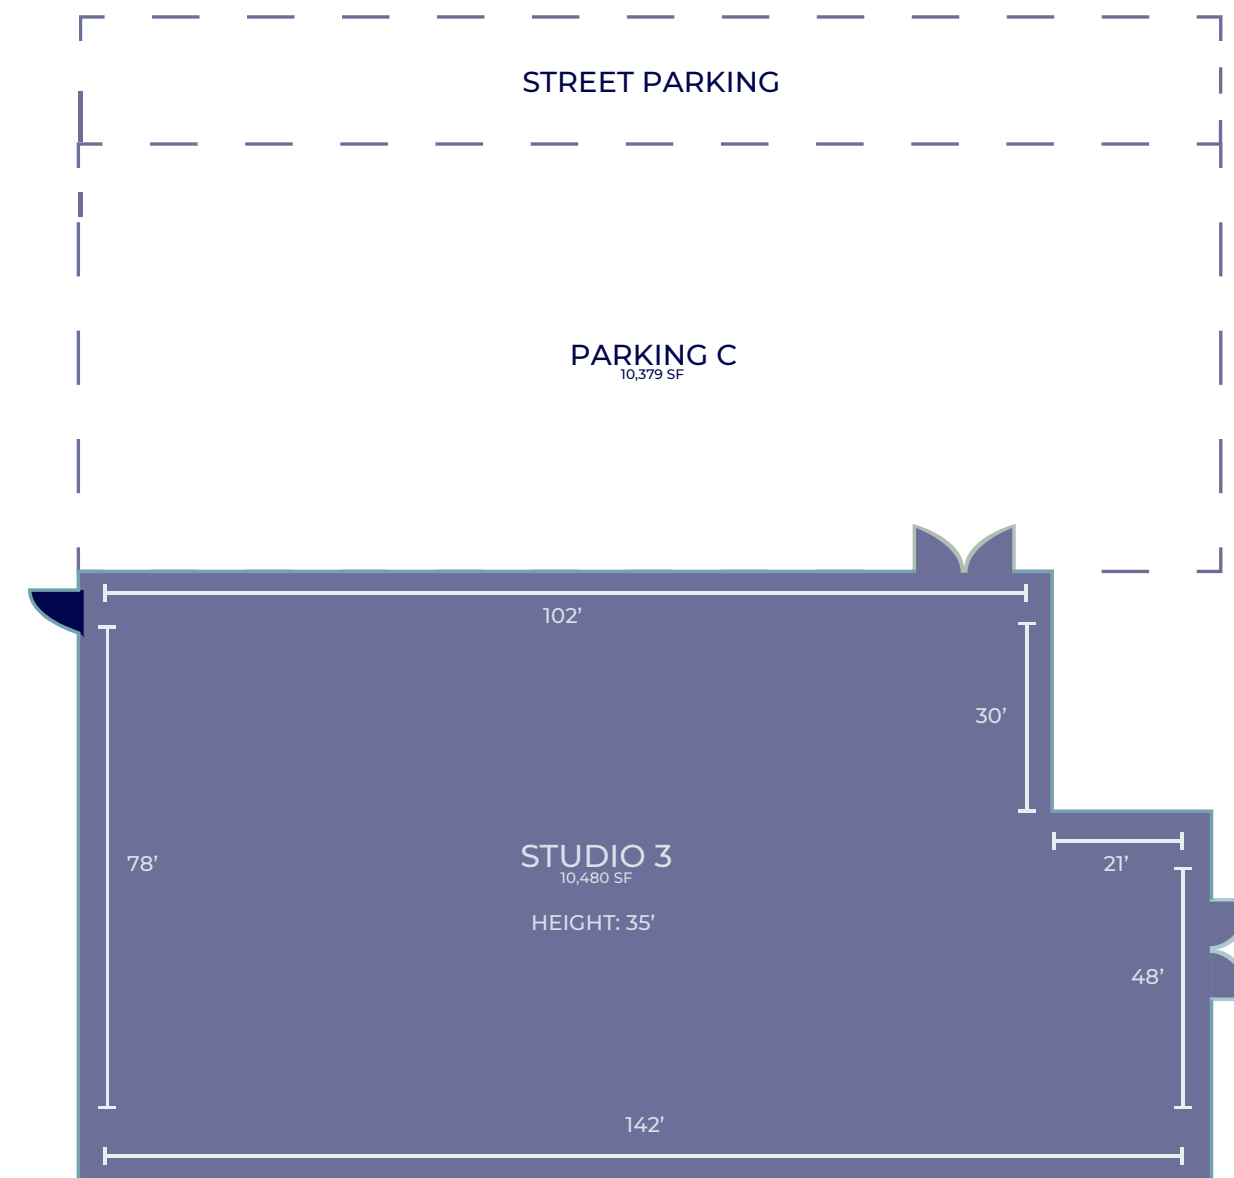 STREET PARKING
PARKING C
10,379 SF
102’
30’
STUDIO 3
10,480 SF
78’
21’
HEIGHT: 35’
48’
142’